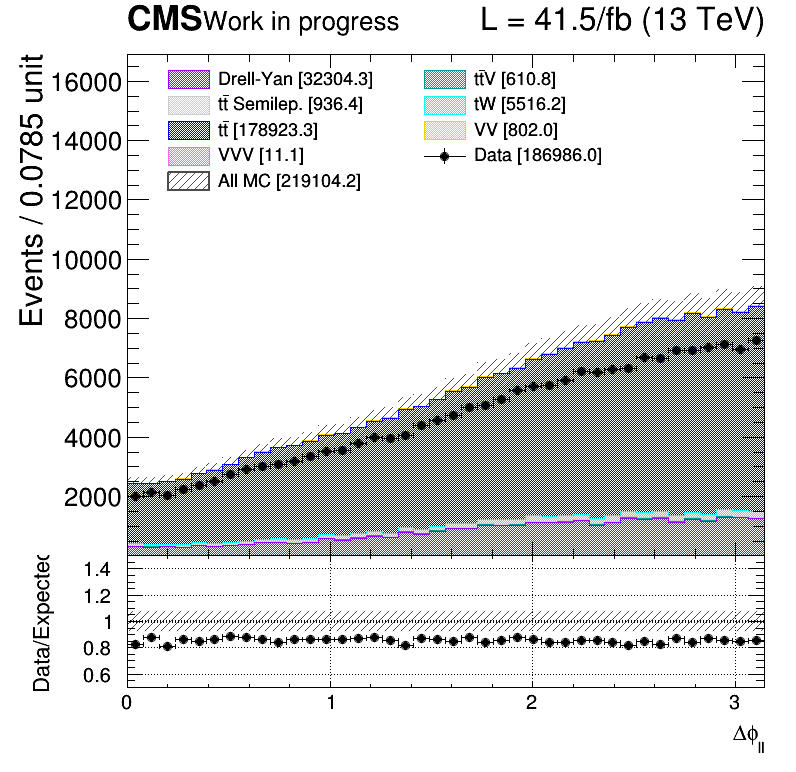 CMS Work in progress L = 41.5/fb (13 TeV)
Events / 0.0785 unit
16000
14000
12000
10000
8000
6000
4000
2000
Drell-Yan [32304.3]
tt̄ Semilep. [936.4]
tt̄ [178923.3]
VVV [11.1]
All MC [219104.2]
tt̄V [610.8]
tW [5516.2]
VV [802.0]
Data [186986.0]
Data/Expected
1.4
1.2
1
0.8
0.6
0 1 2 3
Δϕll